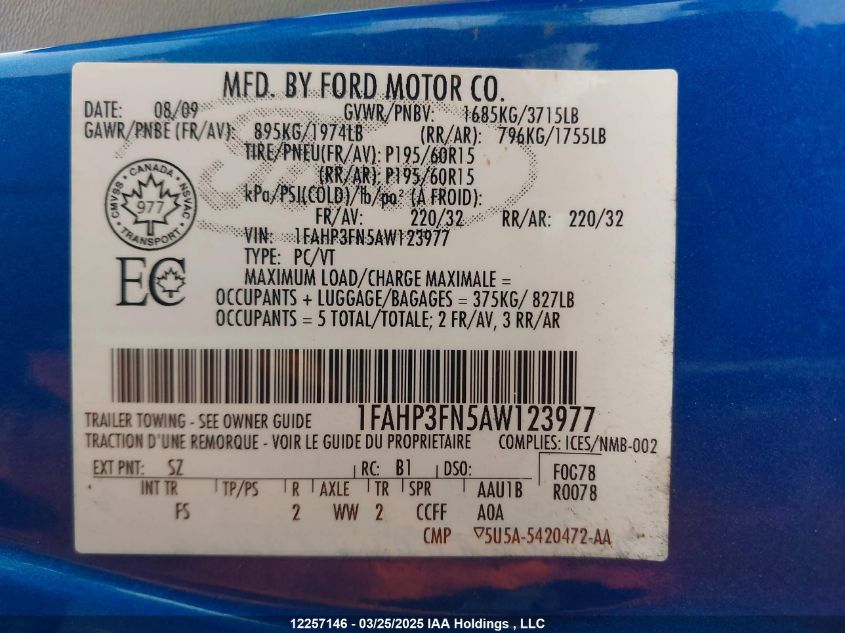 MFD. BY FORD MOTOR CO.
DATE: 08/09 GVWR/PNBV: 1685KG/3715LB
GAWR/PNBE (FR/AV): 895KG/1974LB (RR/AR): 796KG/1755LB
TIRE/PNEU(FR/AV): P195/60R15
(RR/AR): P195/60R15
kPa/PSI(COLD)/lb/po² (A FROID):
FR/AV: 220/32 RR/AR: 220/32
VIN: 1FAHP3FN5AW123977
TYPE: PC/VT
MAXIMUM LOAD/CHARGE MAXIMALE =
OCCUPANTS + LUGGAGE/BAGAGES = 375KG/ 827LB
OCCUPANTS = 5 TOTAL/TOTALE; 2 FR/AV, 3 RR/AR
CMVSS · CANADA · NSVAC
977
TRANSPORT
EC
1FAHP3FN5AW123977
TRAILER TOWING - SEE OWNER GUIDE
TRACTION D'UNE REMORQUE - VOIR LE GUIDE DU PROPRIETAIRE COMPLIES: ICES/NMB-002
EXT PNT: SZ RC: B1 DSO: F0C78
INT TR TP/PS R AXLE TR SPR AAU1B R0078
FS 2 WW 2 CCFF A0A
CMP ▽5U5A-5420472-AA
12257146 - 03/25/2025 IAA Holdings , LLC